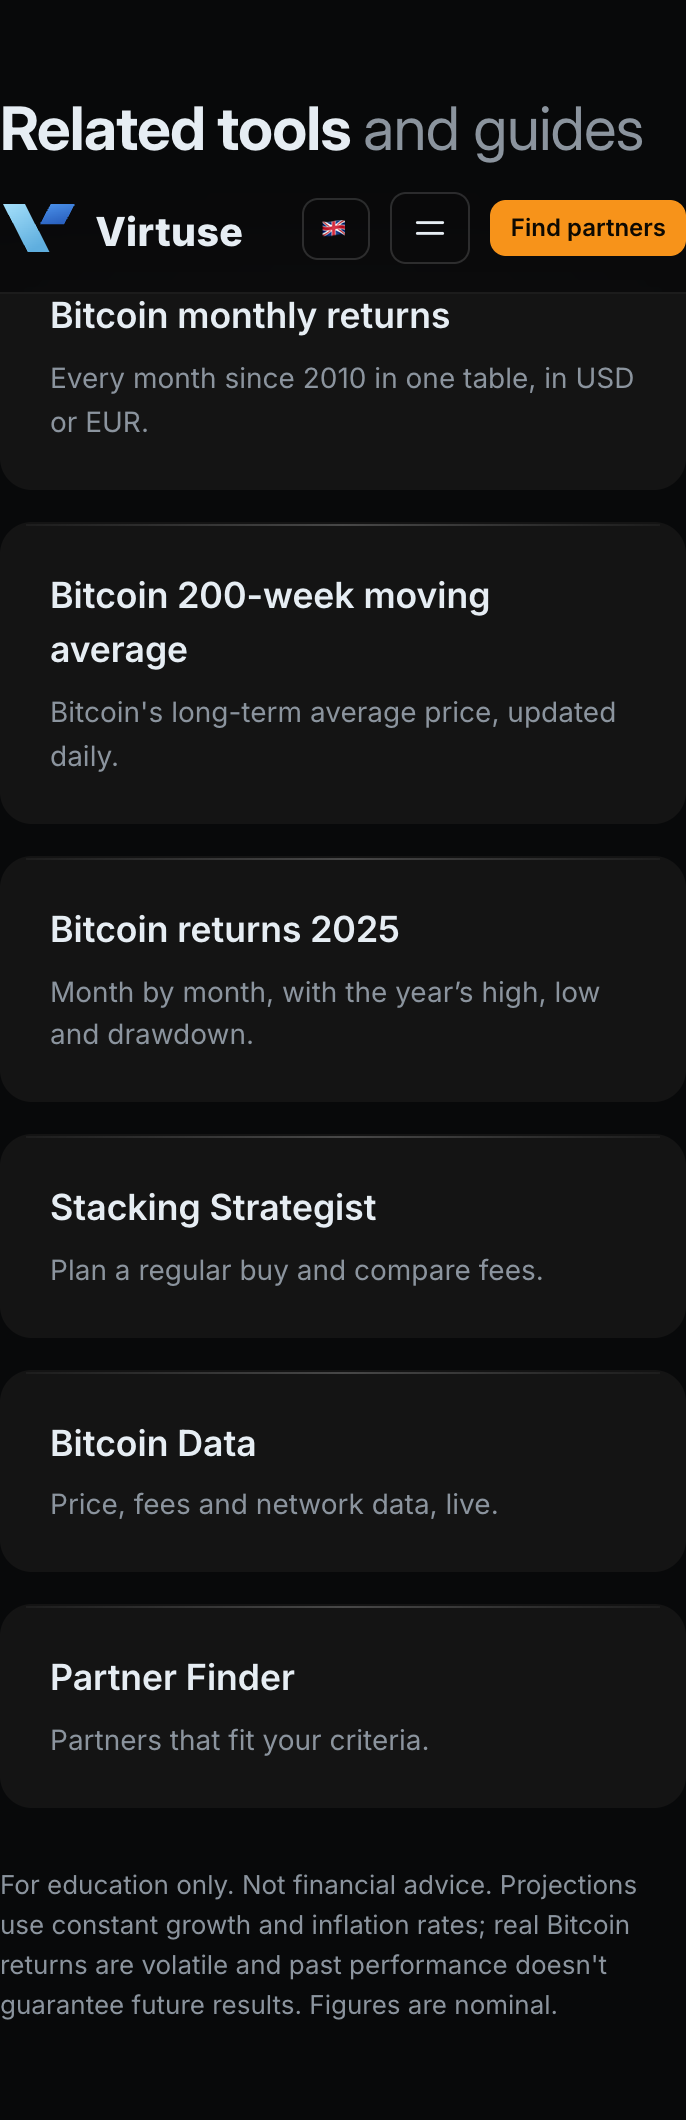 Related tools and guides
Virtuse
Find partners
Bitcoin monthly returns
Every month since 2010 in one table, in USD
or EUR.
Bitcoin 200-week moving
average
Bitcoin's long-term average price, updated
daily.
Bitcoin returns 2025
Month by month, with the year’s high, low
and drawdown.
Stacking Strategist
Plan a regular buy and compare fees.
Bitcoin Data
Price, fees and network data, live.
Partner Finder
Partners that fit your criteria.
For education only. Not financial advice. Projections
use constant growth and inflation rates; real Bitcoin
returns are volatile and past performance doesn't
guarantee future results. Figures are nominal.